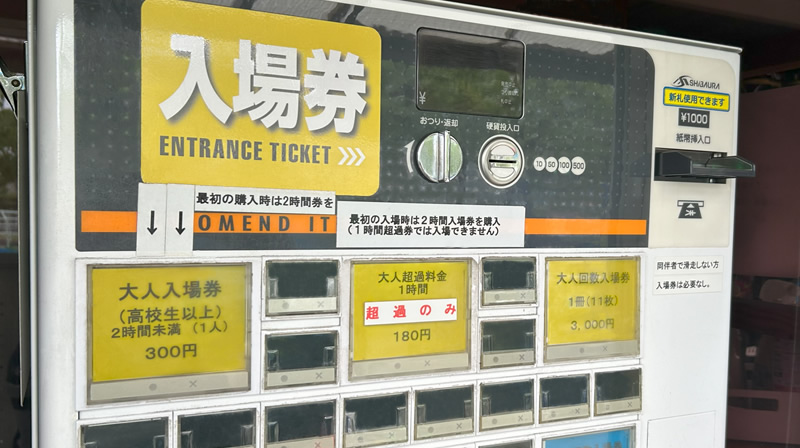 入場券
ENTRANCE TICKET
おつり・返却
硬貨投入口
10 50 100 500
¥
SHIBAURA
新札使用できます
¥1000
紙幣挿入口
最初の購入時は2時間券を
↓ ↓
OMEND IT
最初の入場時は2時間入場券を購入
(1時間超過券では入場できません)
同伴者で滑走しない方
入場券は必要なし。
大人入場券
(高校生以上)
2時間未満(1人)
300円
大人超過料金
1時間
超過のみ
180円
大人回数入場券
1冊(11枚)
3,000円